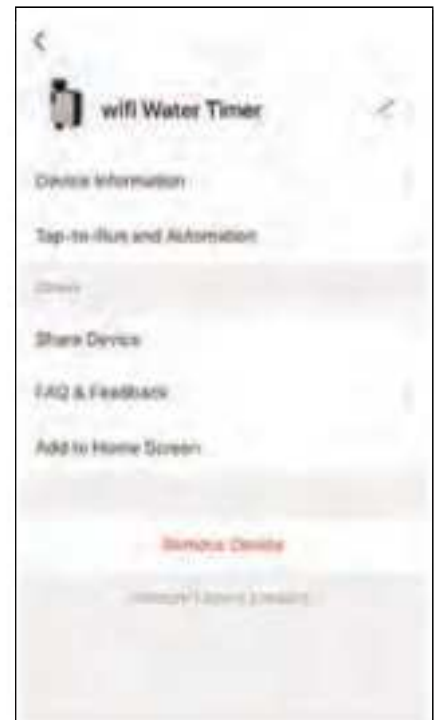 wifi Water Timer
Device Information
Tap-to-Run and Automation
Share Device
FAQ & Feedback
Add to Home Screen
Remove Device